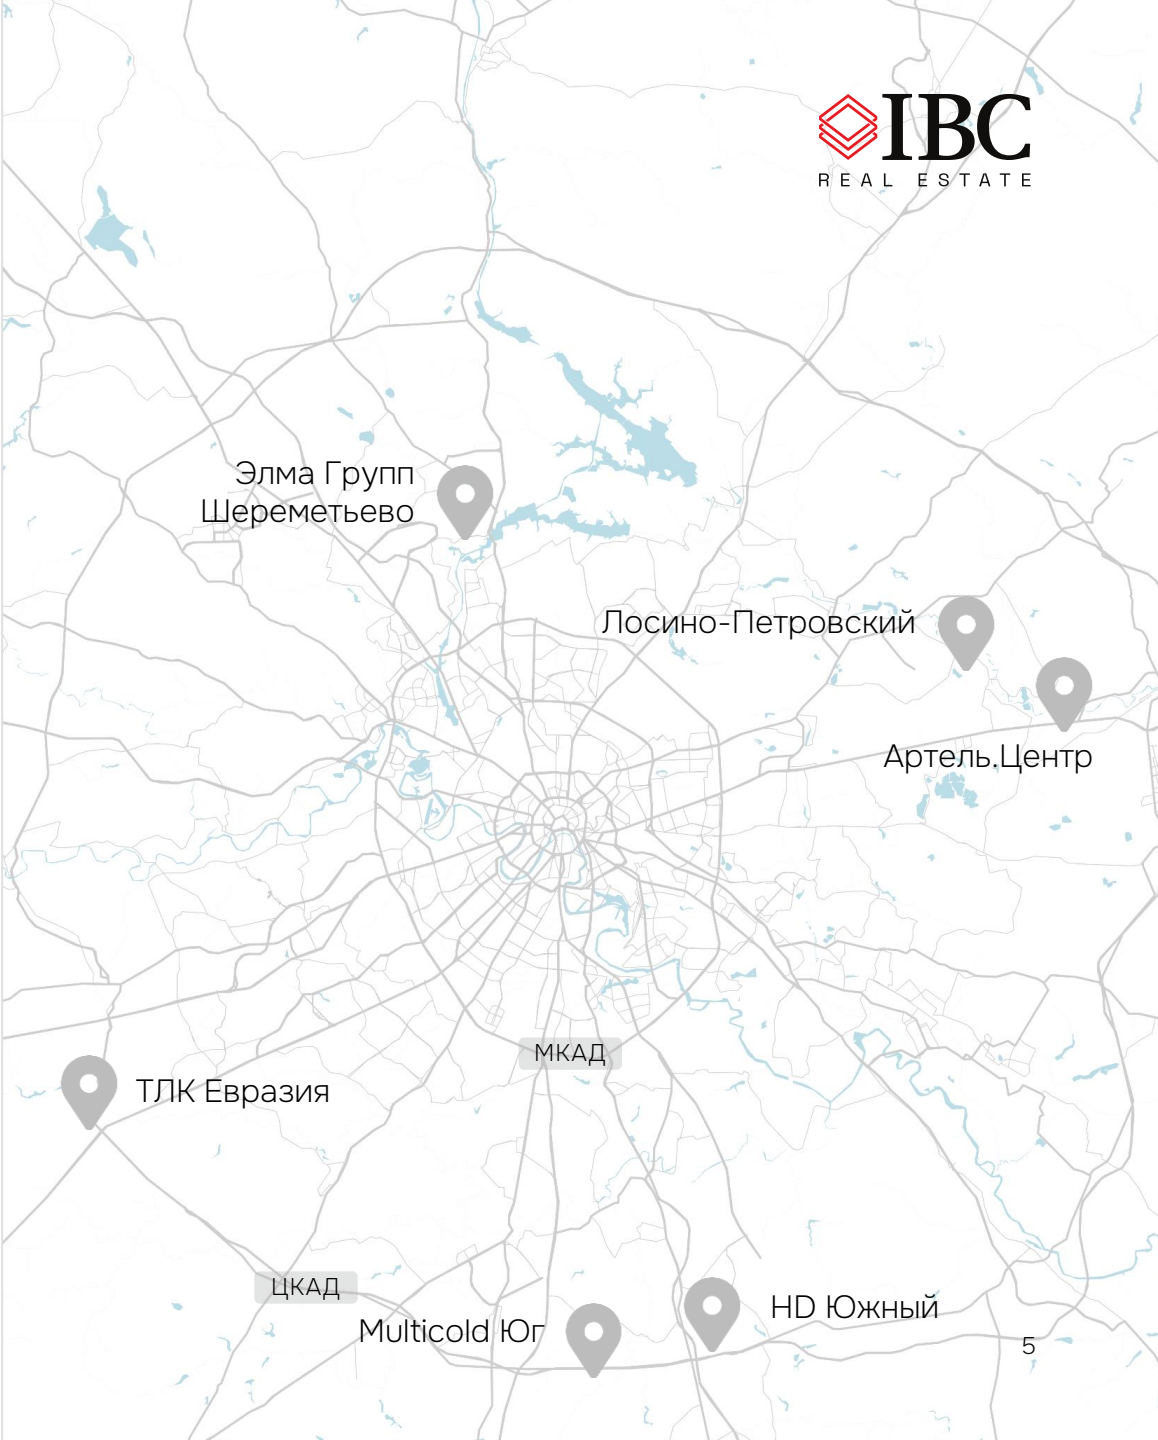 IBC
REAL ESTATE
Элма Групп
Шереметьево
Лосино-Петровский
Артель.Центр
МКАД
ТЛК Евразия
ЦКАД
HD Южный
Multicold Юг
5